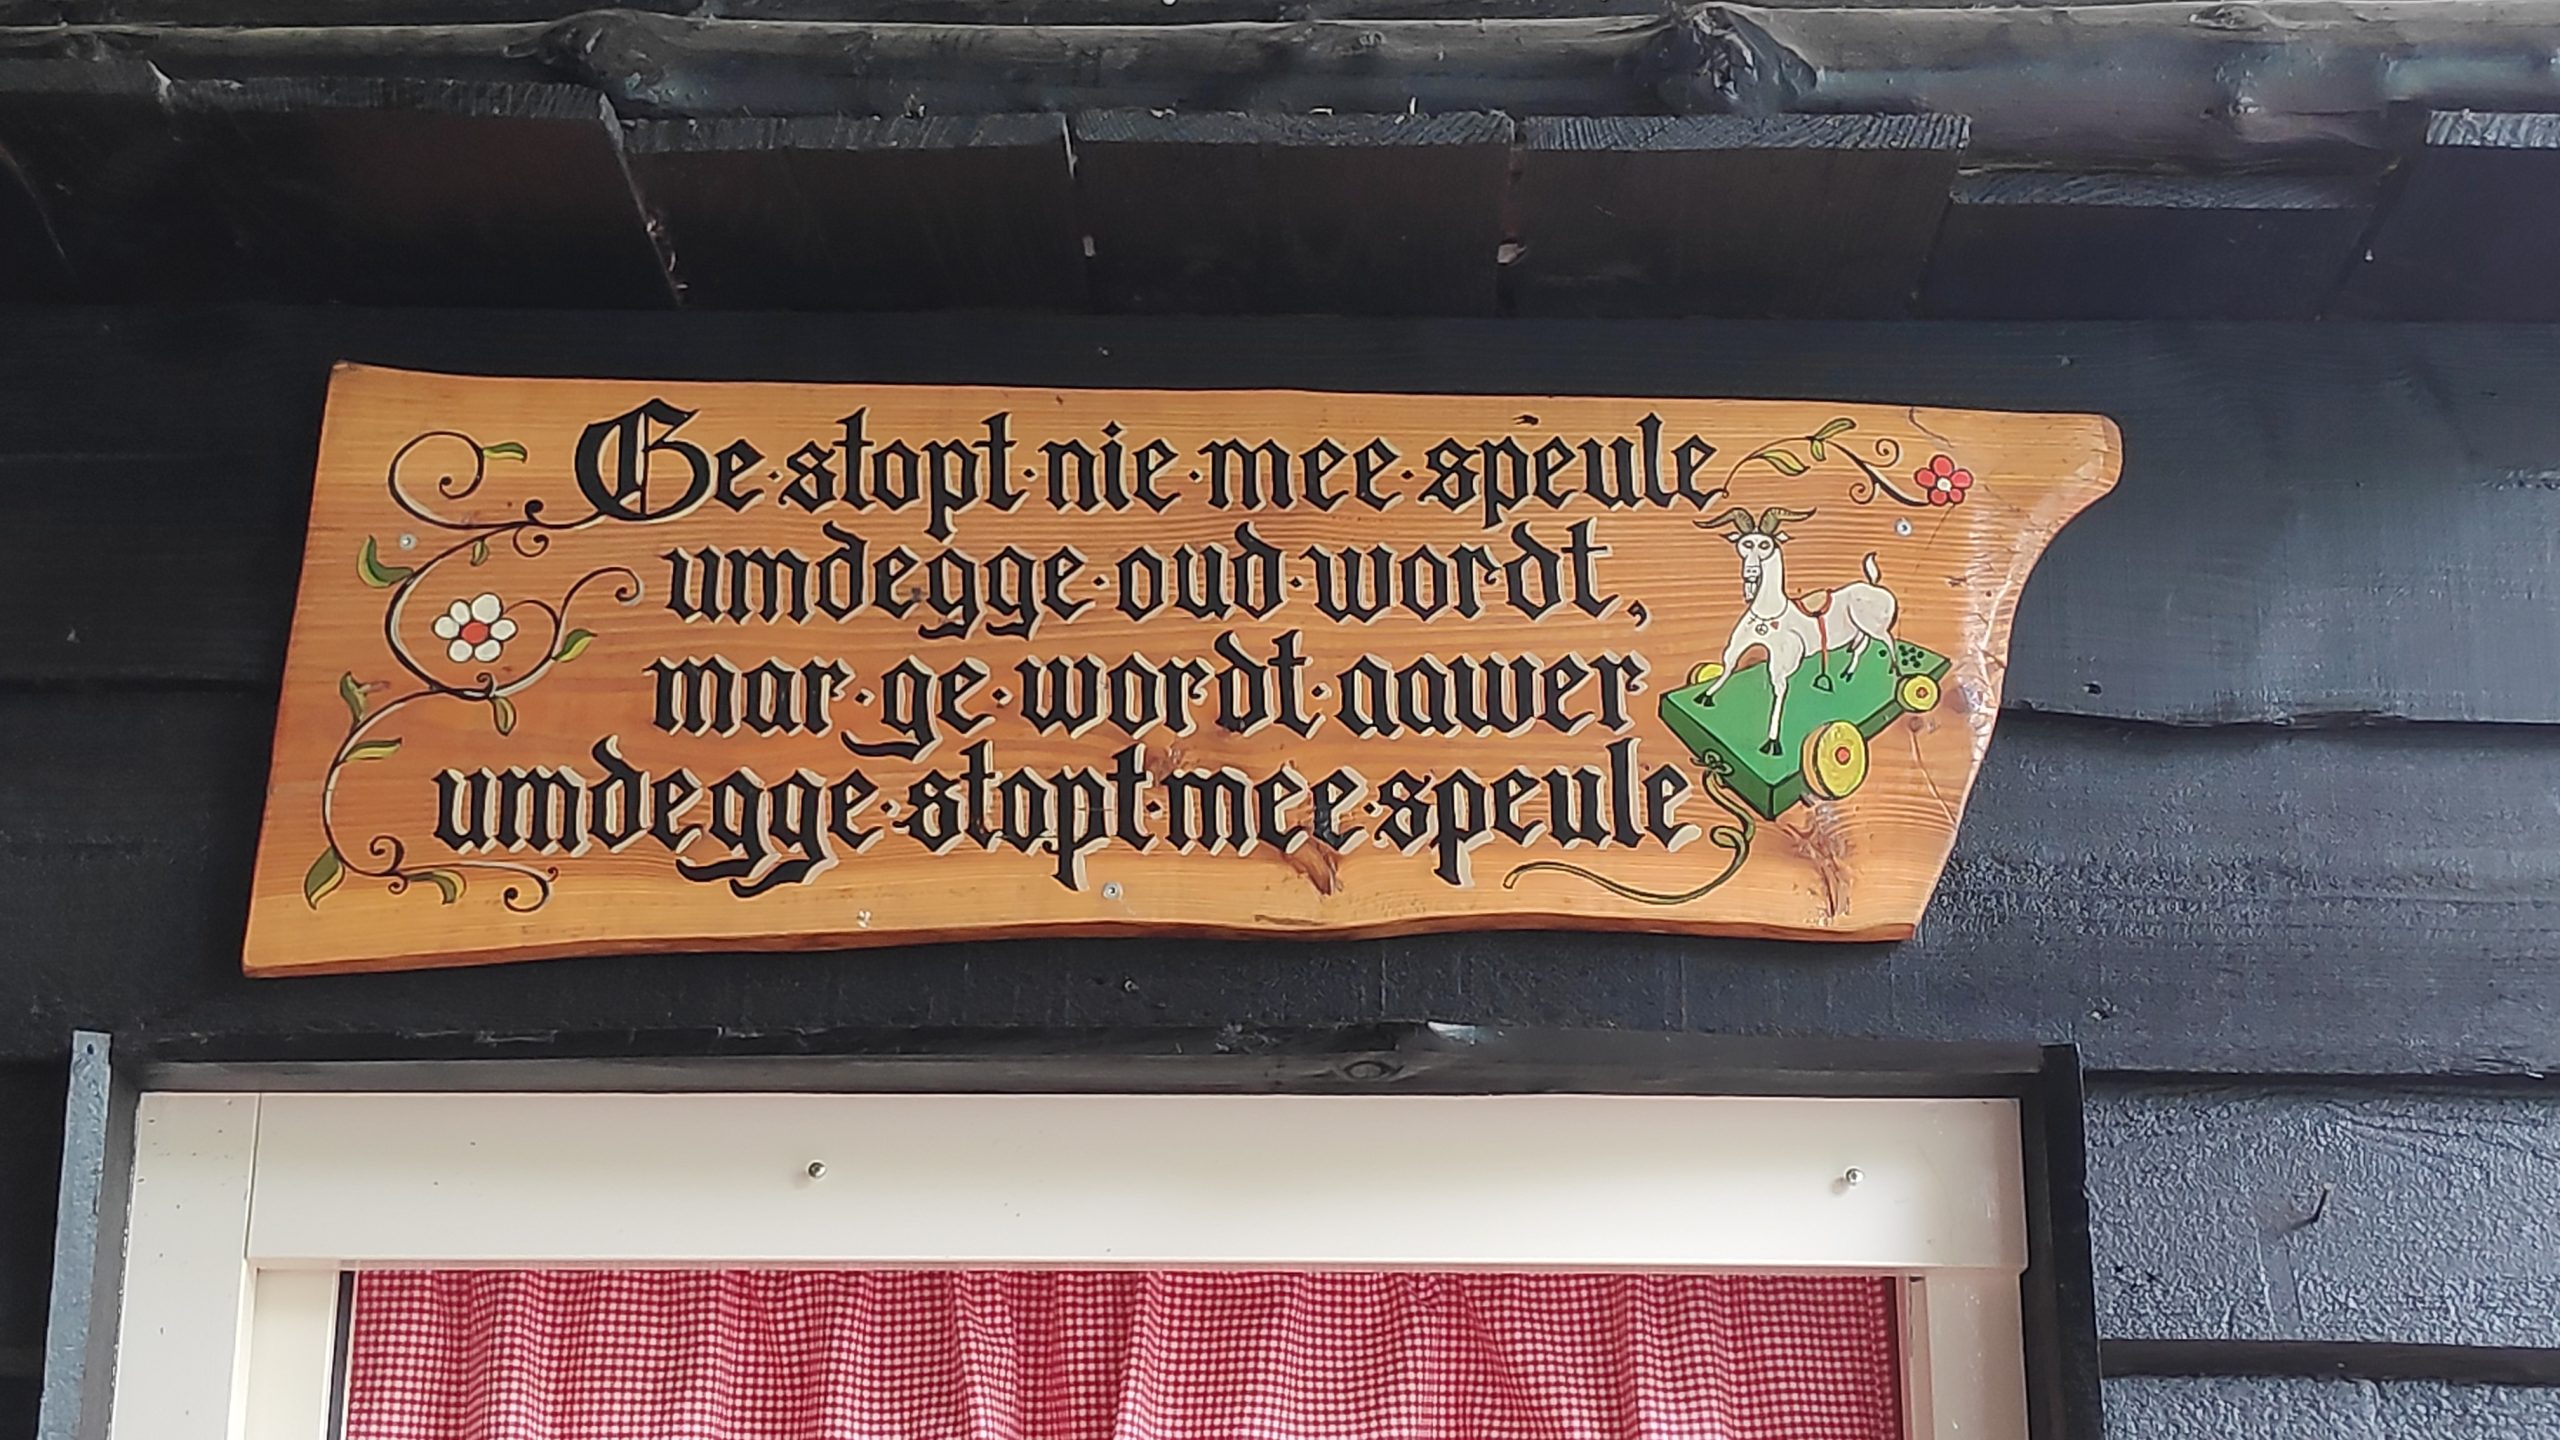 Ge·stopt·nie·mee·speule
umdegge·oud·wordt,
mar·ge·wordt·aawer
umdegge·stopt·mee·speule